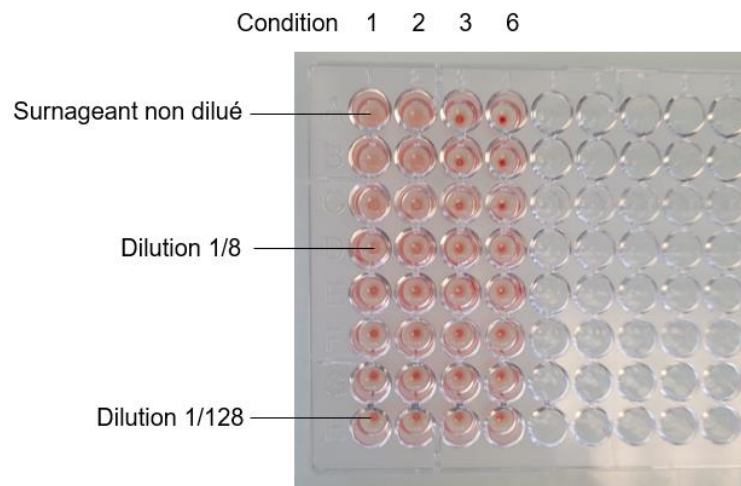 Condition 1 2 3 6
Surnageant non dilué
Dilution 1/8
Dilution 1/128